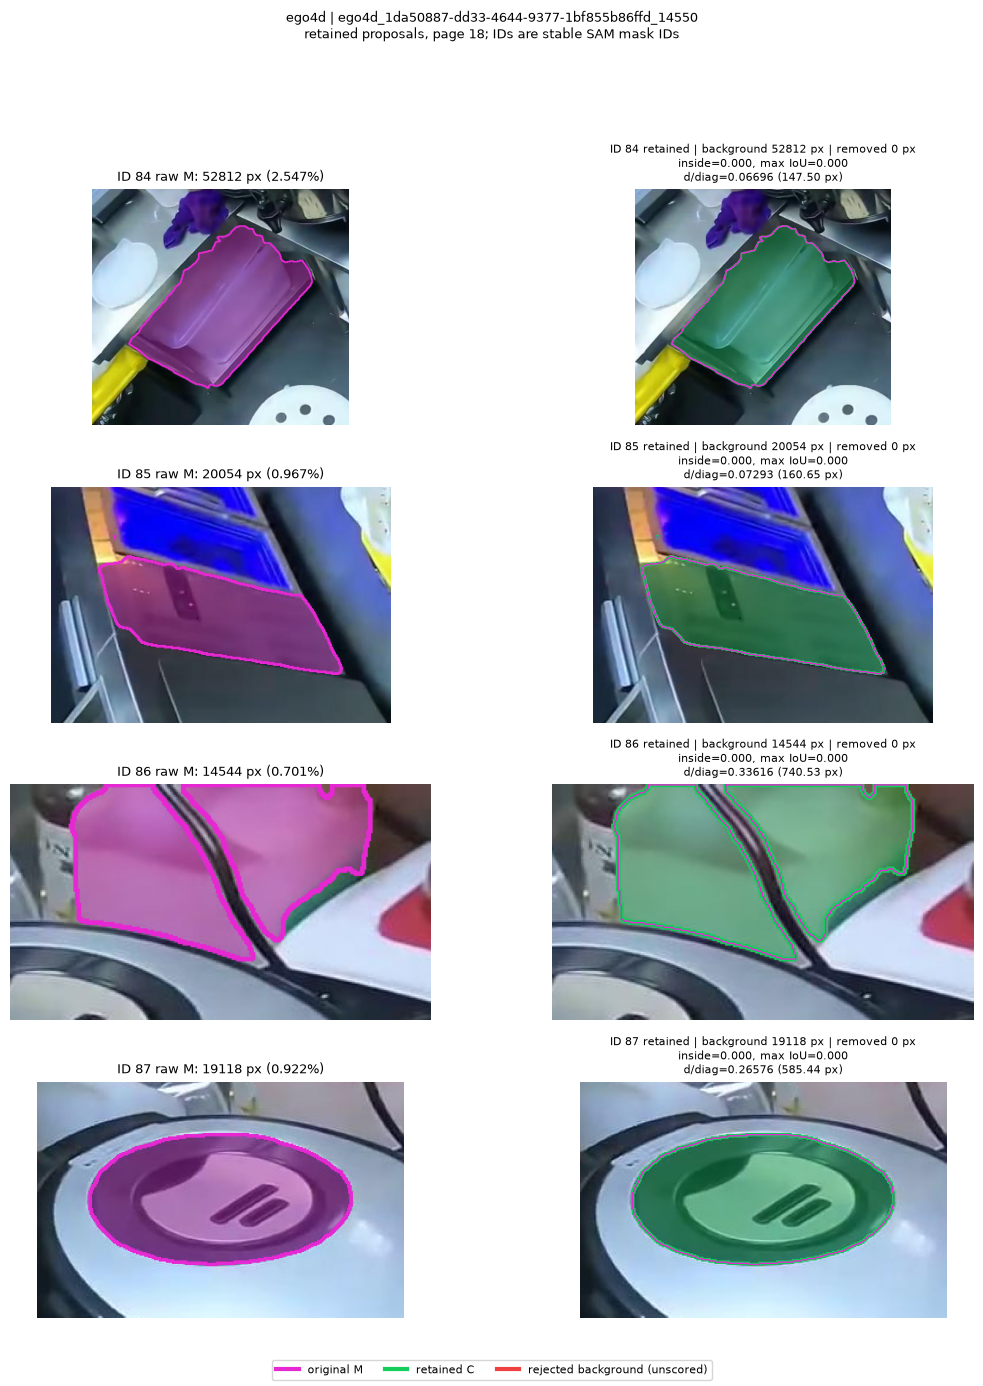 ego4d | ego4d_1da50887-dd33-4644-9377-1bf855b86ffd_14550
retained proposals, page 18; IDs are stable SAM mask IDs
ID 84 raw M: 52812 px (2.547%)
ID 84 retained | background 52812 px | removed 0 px
inside=0.000, max IoU=0.000
d/diag=0.06696 (147.50 px)
ID 85 raw M: 20054 px (0.967%)
ID 85 retained | background 20054 px | removed 0 px
inside=0.000, max IoU=0.000
d/diag=0.07293 (160.65 px)
ID 86 raw M: 14544 px (0.701%)
ID 86 retained | background 14544 px | removed 0 px
inside=0.000, max IoU=0.000
d/diag=0.33616 (740.53 px)
ID 87 raw M: 19118 px (0.922%)
ID 87 retained | background 19118 px | removed 0 px
inside=0.000, max IoU=0.000
d/diag=0.26576 (585.44 px)
original M
retained C
rejected background (unscored)